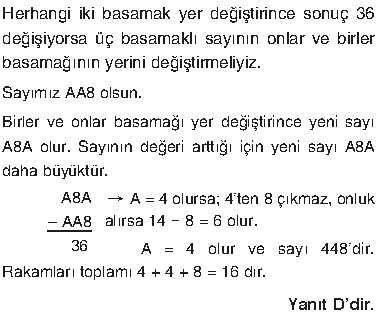 Herhangi iki basamak yer değiştirince sonuç 36
değişiyorsa üç basamaklı sayının onlar ve birler
basamağının yerini değiştirmeliyiz.
Sayımız AA8 olsun.
Birler ve onlar basamağı yer değiştirince yeni sayı
A8A olur. Sayının değeri arttığı için yeni sayı A8A
daha büyüktür.
A8A → A = 4 olursa; 4'ten 8 çıkmaz, onluk
– AA8 alırsa 14 – 8 = 6 olur.
36 A = 4 olur ve sayı 448'dir.
Rakamları toplamı 4 + 4 + 8 = 16 dır.
Yanıt D'dir.